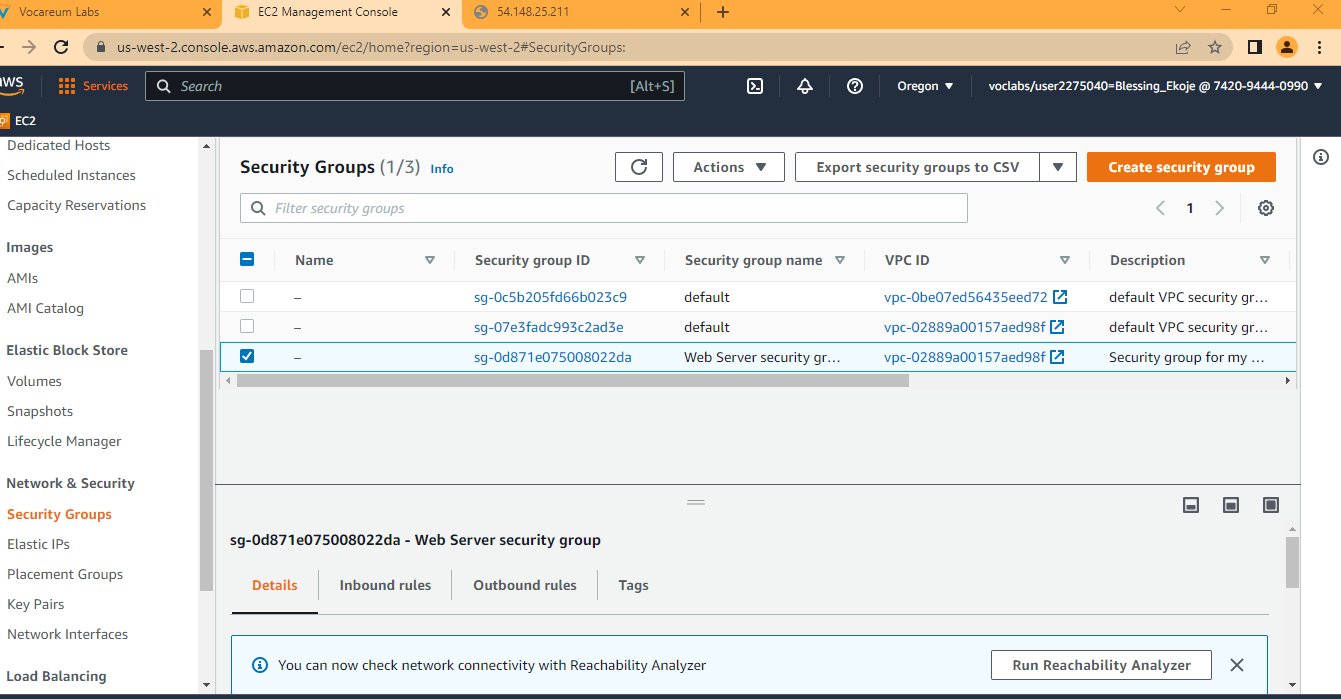 Vocareum Labs
EC2 Management Console
54.148.25.211
us-west-2.console.aws.amazon.com/ec2/home?region=us-west-2#SecurityGroups:
aws
Services
Search
[Alt+S]
Oregon
voclabs/user2275040=Blessing_Ekoje @ 7420-9444-0990
EC2
Dedicated Hosts
Scheduled Instances
Capacity Reservations
Images
AMIs
AMI Catalog
Elastic Block Store
Volumes
Snapshots
Lifecycle Manager
Network & Security
Security Groups
Elastic IPs
Placement Groups
Key Pairs
Network Interfaces
Load Balancing
Security Groups (1/3) Info
Actions
Export security groups to CSV
Create security group
Filter security groups
1
Name Security group ID Security group name VPC ID Description
– sg-0c5b205fd66b023c9 default vpc-0be07ed56435eed72 default VPC security gr...
– sg-07e3fadc993c2ad3e default vpc-02889a00157aed98f default VPC security gr...
– sg-0d871e075008022da Web Server security gr... vpc-02889a00157aed98f Security group for my ...
sg-0d871e075008022da - Web Server security group
Details Inbound rules Outbound rules Tags
You can now check network connectivity with Reachability Analyzer
Run Reachability Analyzer